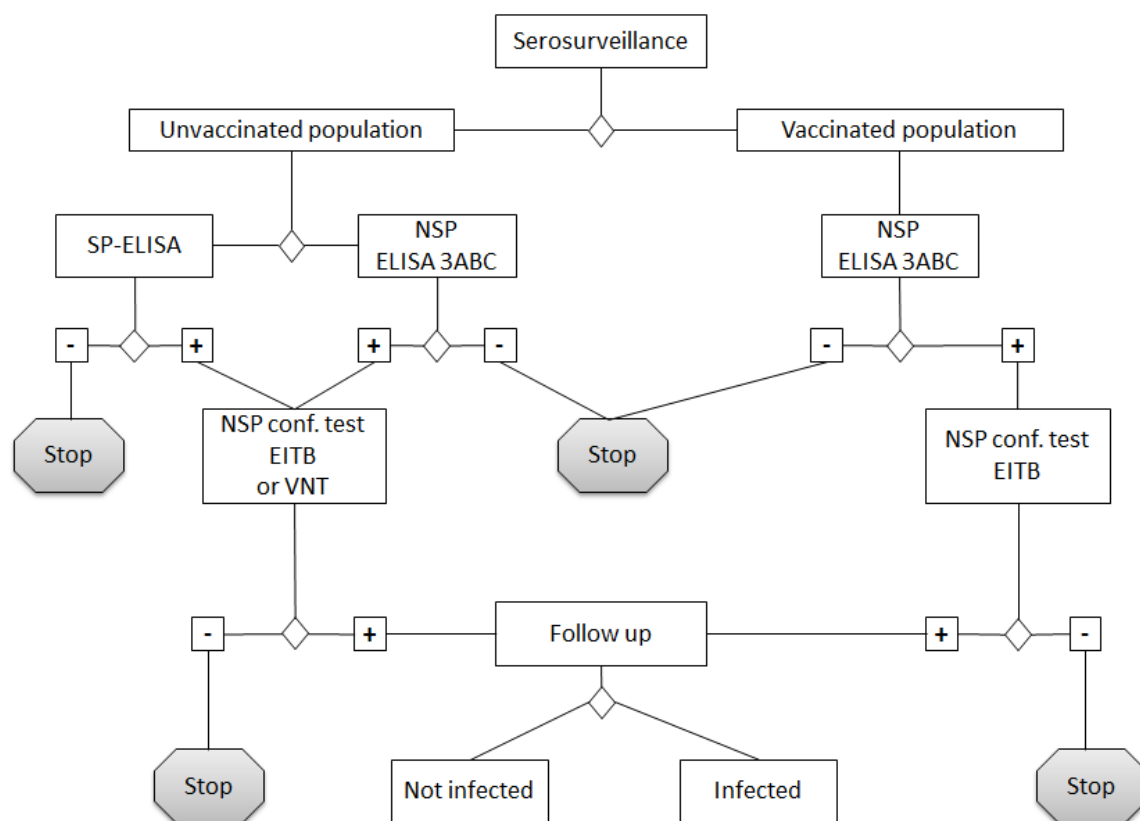 Serosurveillance
Unvaccinated population
Vaccinated population
SP-ELISA
NSP
ELISA 3ABC
NSP
ELISA 3ABC
-
+
+
-
-
+
Stop
NSP conf. test
EITB
or VNT
Stop
NSP conf. test
EITB
-
+
Follow up
+
-
Stop
Not infected
Infected
Stop